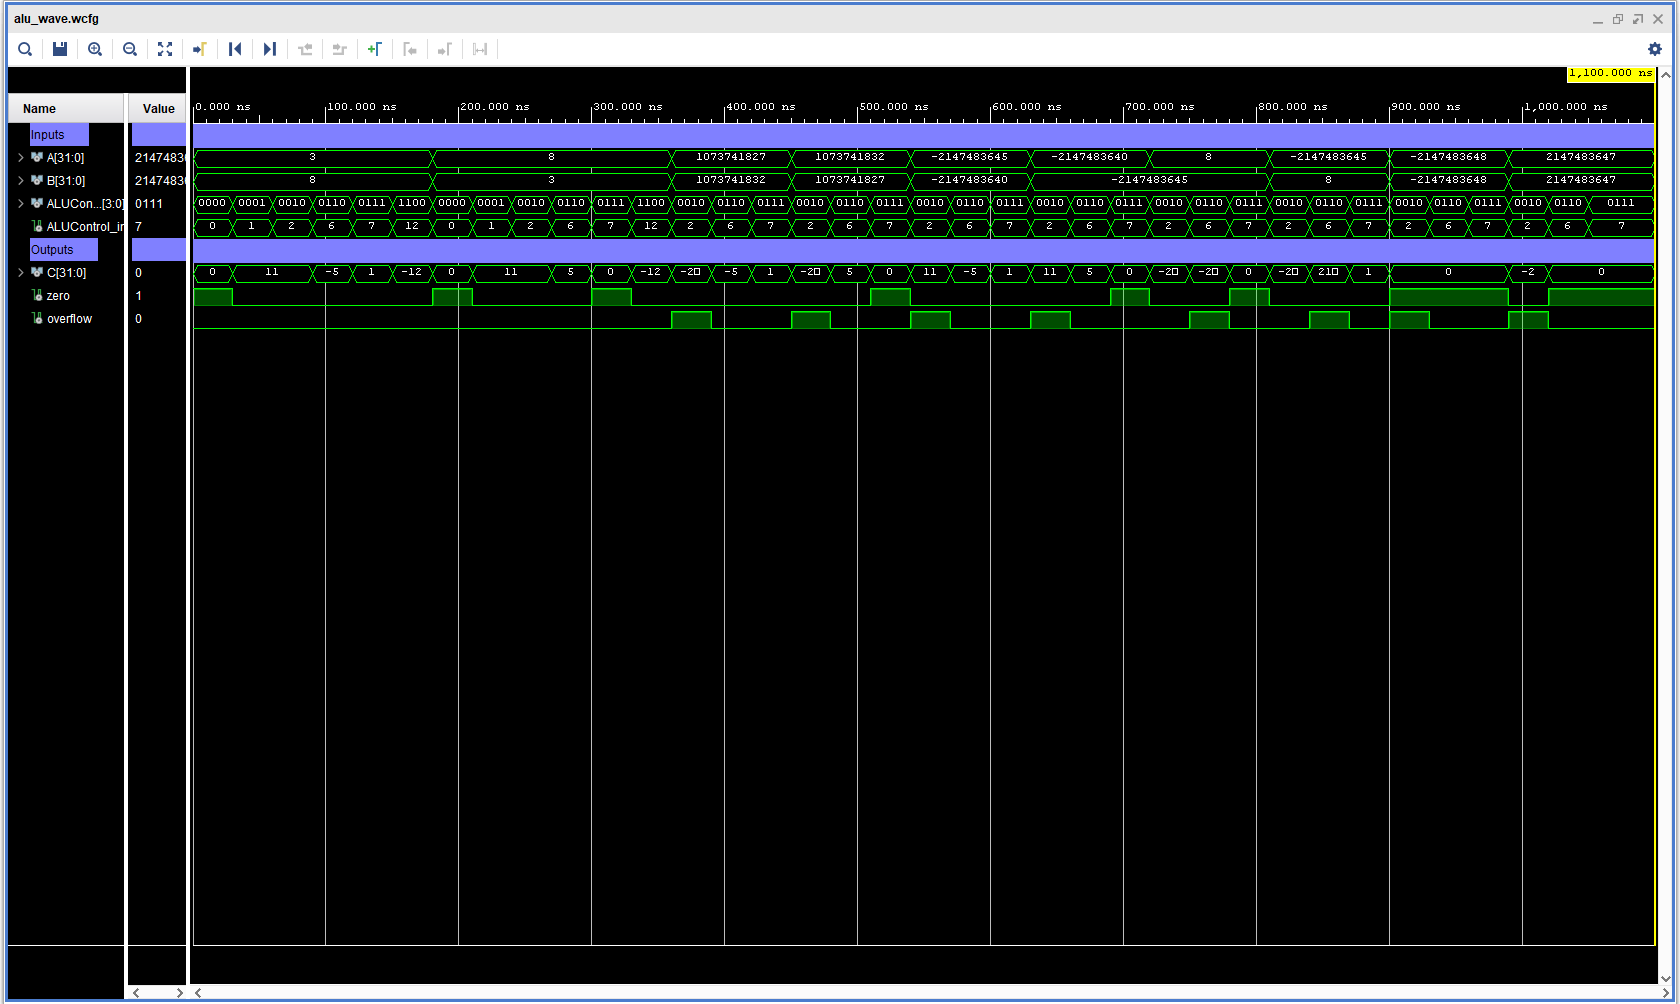 alu_wave.wcfg
1,100.000 ns
Name Value 0.000 ns 100.000 ns 200.000 ns 300.000 ns 400.000 ns 500.000 ns 600.000 ns 700.000 ns 800.000 ns 900.000 ns 1,000.000 ns
Inputs
A[31:0] 21474836 3 8 1073741827 1073741832 -2147483645 -2147483640 8 -2147483645 -2147483648 2147483647
B[31:0] 21474836 8 3 1073741832 1073741827 -2147483640 -2147483645 8 -2147483648 2147483647
ALUCon...[3:0] 0111 0000 0001 0010 0110 0111 1100 0000 0001 0010 0110 0111 1100 0010 0110 0111 0010 0110 0111 0010 0110 0111 0010 0110 0111 0010 0110 0111 0010 0110 0111 0010 0110 0111 0010 0110 0111
ALUControl_ir 7 0 1 2 6 7 12 0 1 2 6 7 12 2 6 7 2 6 7 2 6 7 2 6 7 2 6 7 2 6 7 2 6 7 2 6 7
Outputs
C[31:0] 0 0 11 -5 1 -12 0 11 5 0 -12 -2▯ -5 1 -2▯ 5 0 11 -5 1 11 5 0 -2▯ -2▯ 0 -2▯ 21▯ 1 0 -2 0
zero 1
overflow 0